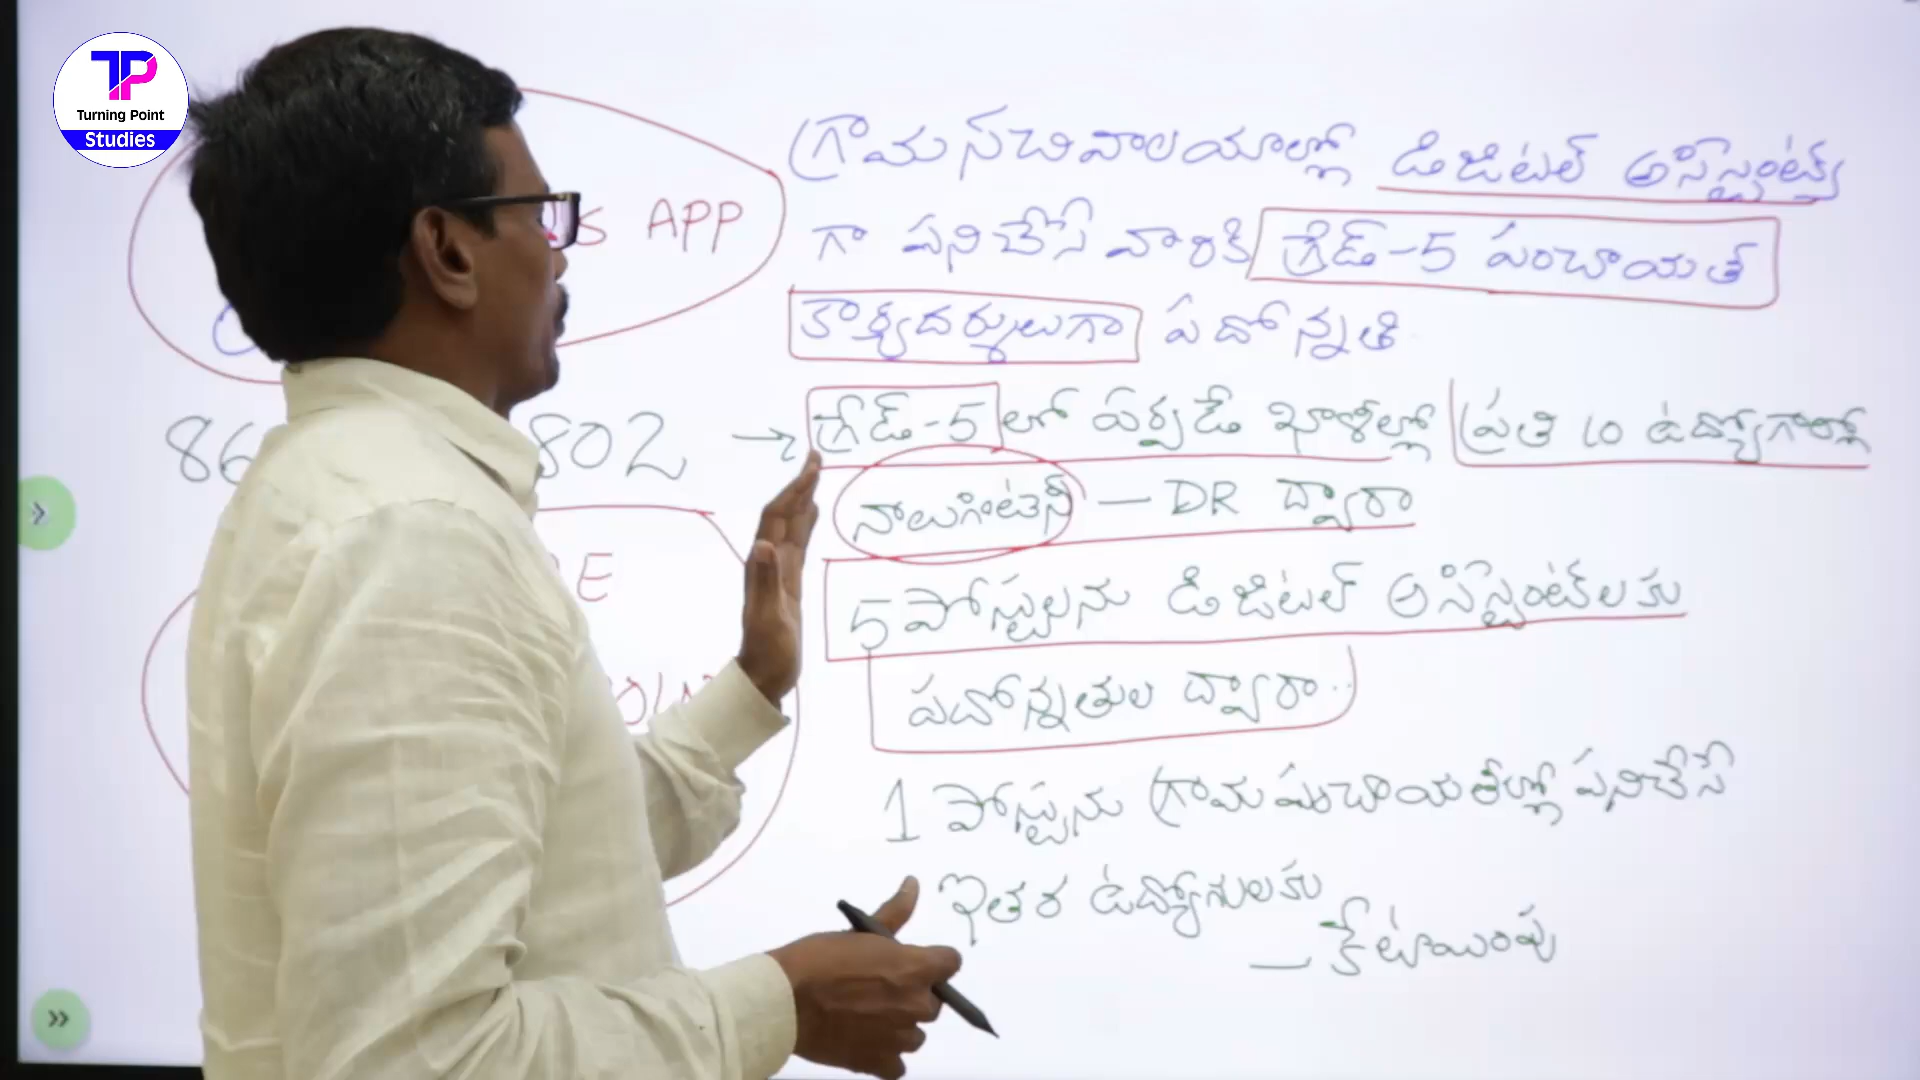 TP
Turning Point
Studies
APP
802
E
గ్రామ సచివాలయాల్లో డిజిటల్ అసిస్టెంట్స్
గా పనిచేసే వారికి గ్రేడ్-5 పంచాయత్
కార్యదర్శులుగా పదోన్నతి
→ గ్రేడ్-5 లో ఏర్పడే ఖాళీల్లో ప్రతి 10 ఉద్యోగాల్లో
నాలుగింటిని — DR ద్వారా
5 పోస్టులను డిజిటల్ అసిస్టెంట్‌లకు
పదోన్నతుల ద్వారా..
1 పోస్టును గ్రామ పంచాయతీల్లో పనిచేసే
ఇతర ఉద్యోగులకు
— కేటాయింపు